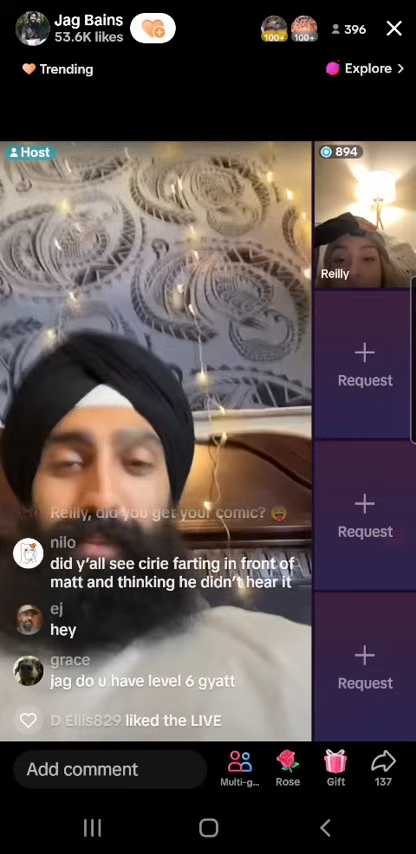 Jag Bains
53.6K likes
100+
100+
396
Trending
Explore >
Host
894
Reilly
Request
Request
Request
Reilly, did you get your comic? 😛
nilo
did y'all see cirie farting in front of
matt and thinking he didn't hear it
ej
hey
grace
jag do u have level 6 gyatt
D Ellis829 liked the LIVE
Add comment
Multi-g...
Rose
Gift
137